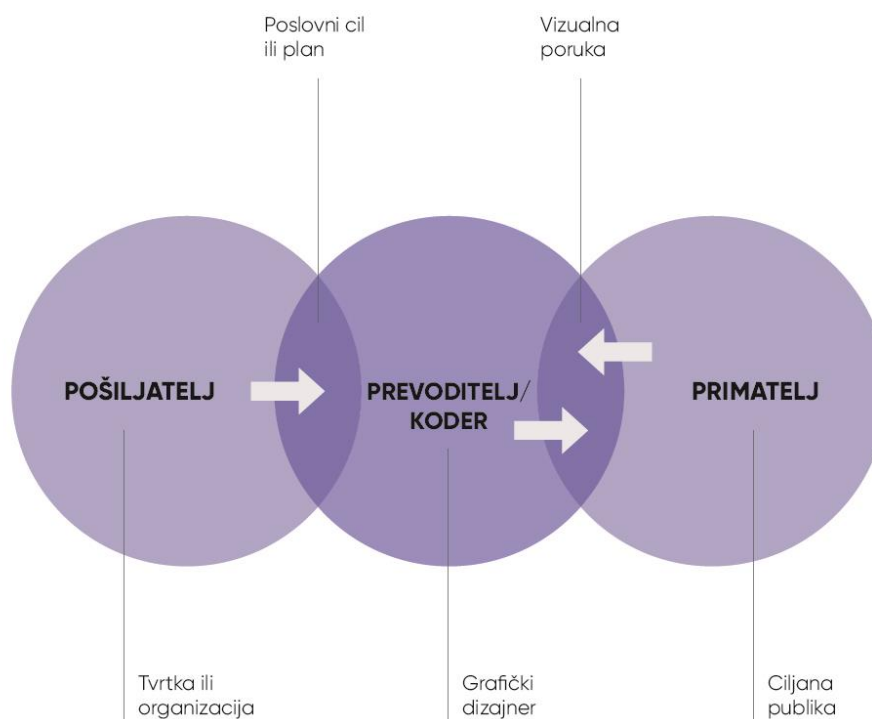 Poslovni cil
ili plan
Vizualna
poruka
POŠILJATELJ
PREVODITELJ/
KODER
PRIMATELJ
Tvrtka ili
organizacija
Grafički
dizajner
Ciljana
publika